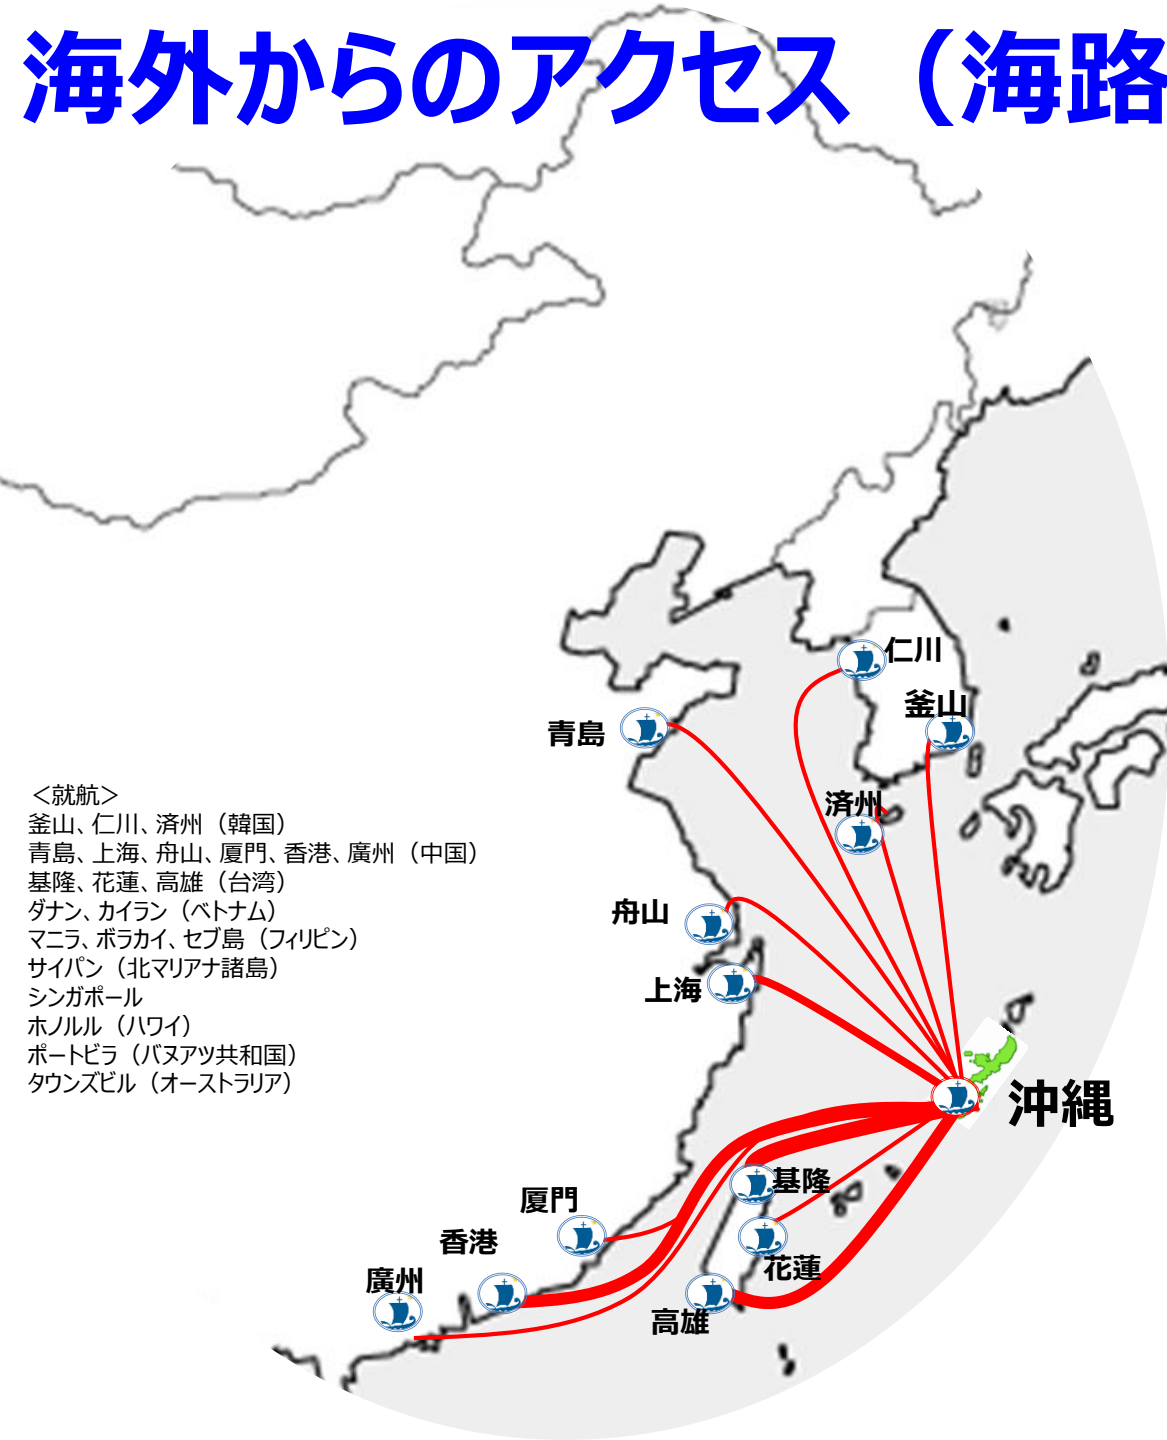 海外からのアクセス（海路
仁川
釜山
青島
済州
＜就航＞
釜山、仁川、済州（韓国）
青島、上海、舟山、厦門、香港、廣州（中国）
基隆、花蓮、高雄（台湾）
ダナン、カイラン（ベトナム）
マニラ、ボラカイ、セブ島（フィリピン）
サイパン（北マリアナ諸島）
シンガポール
ホノルル（ハワイ）
ポートビラ（バヌアツ共和国）
タウンズビル（オーストラリア）
舟山
上海
沖縄
基隆
厦門
香港
花蓮
廣州
高雄